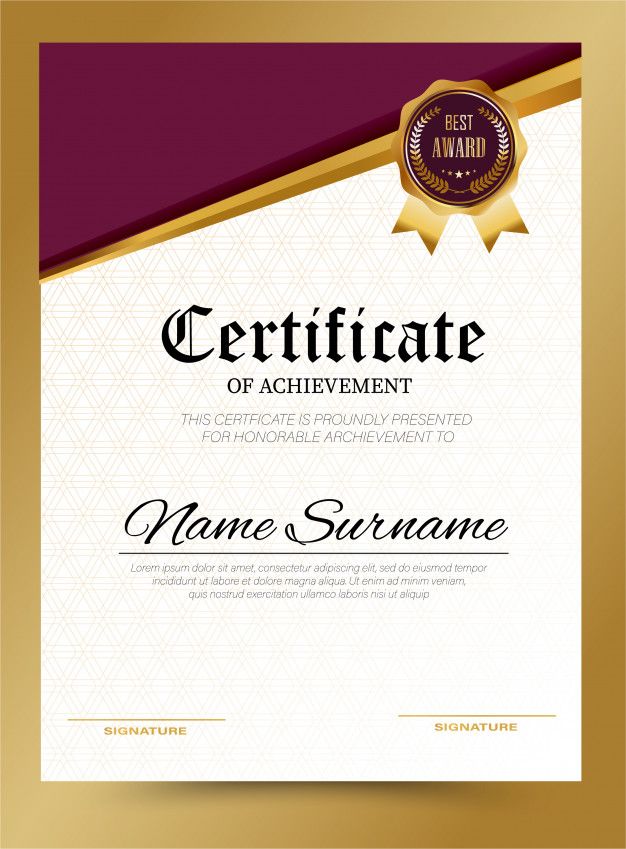 BEST
AWARD
Certificate
OF ACHIEVEMENT
THIS CERTFICATE IS PROUNDLY PRESENTED
FOR HONORABLE ARCHIEVEMENT TO
Name Surname
Lorem ipsum dolor sit amet, consectetur adipiscing elit, sed do eiusmod tempor
incididunt ut labore et dolore magna aliqua. Ut enim ad minim veniam,
quis nostrud exercitation ullamco laboris nisi ut aliquip
SIGNATURE
SIGNATURE